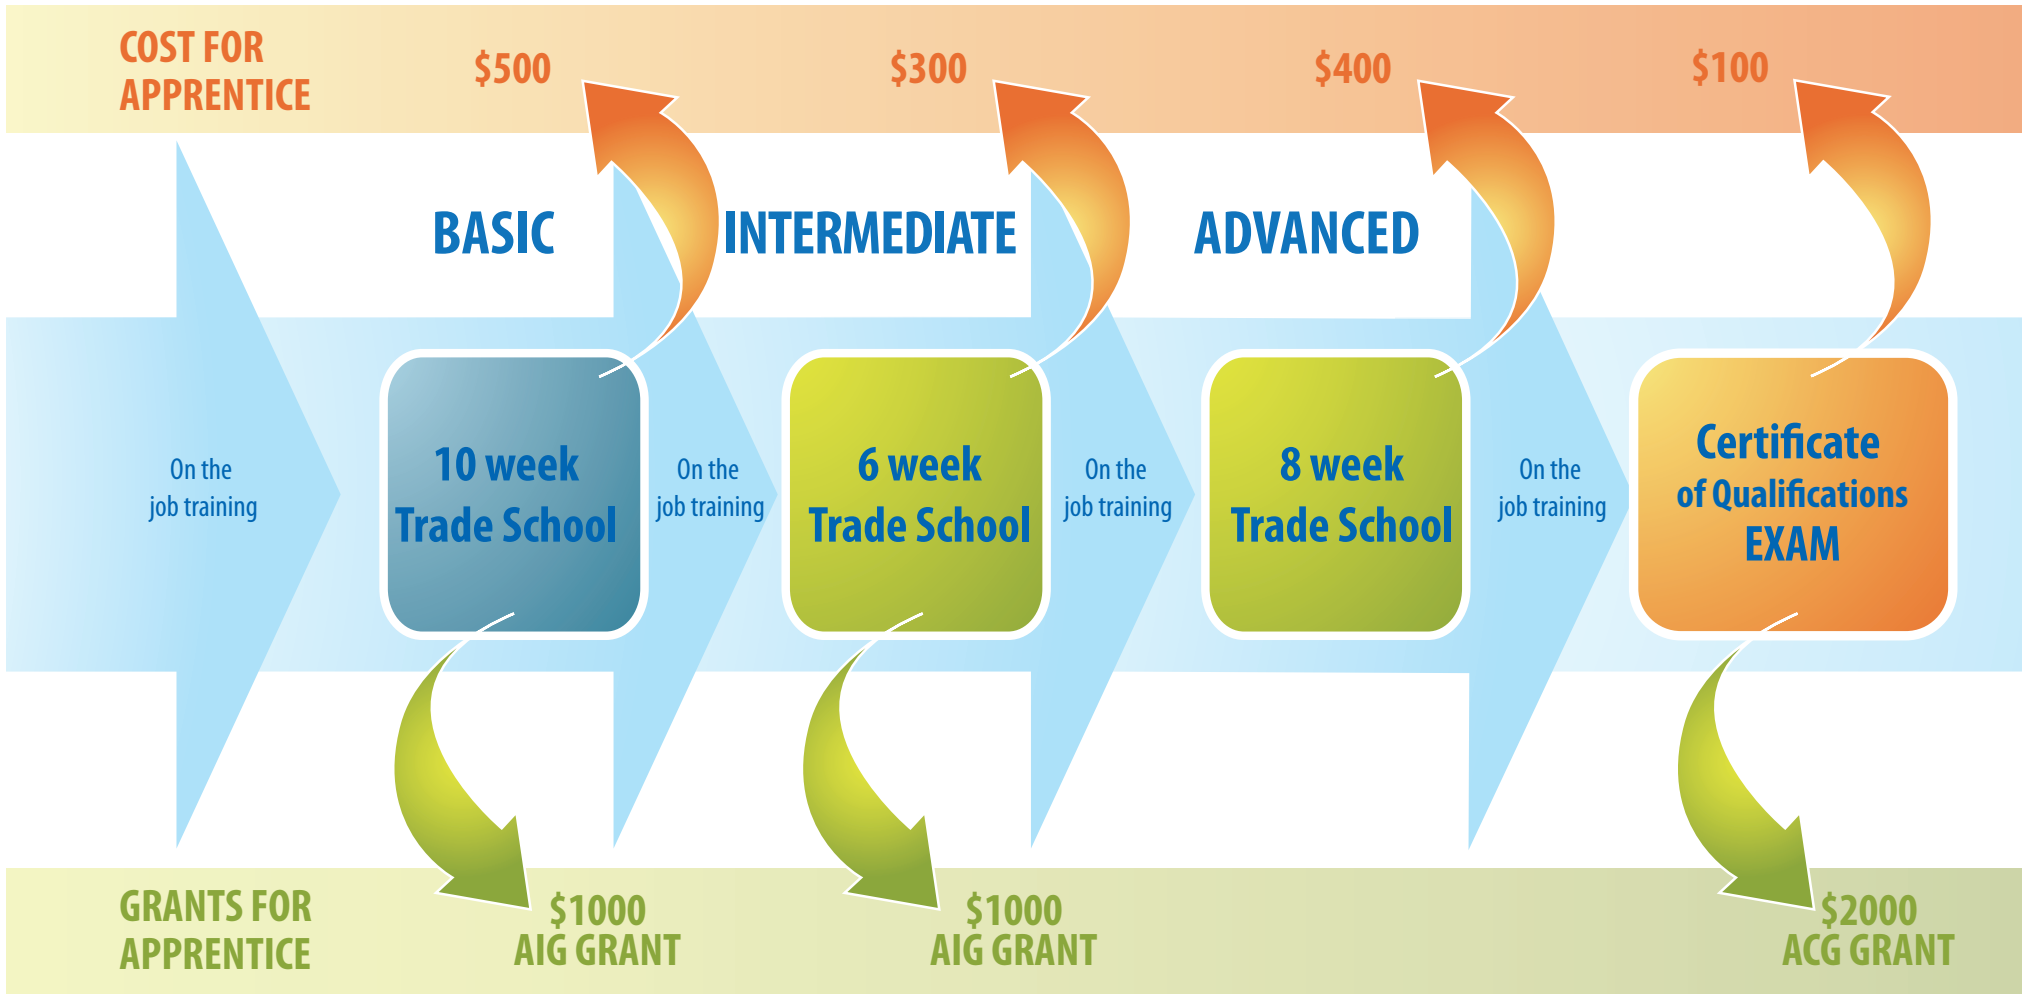 COST FOR
APPRENTICE
$500
$300
$400
$100
BASIC
INTERMEDIATE
ADVANCED
On the
job training
10 week
Trade School
On the
job training
6 week
Trade School
On the
job training
8 week
Trade School
On the
job training
Certificate
of Qualifications
EXAM
GRANTS FOR
APPRENTICE
$1000
AIG GRANT
$1000
AIG GRANT
$2000
ACG GRANT